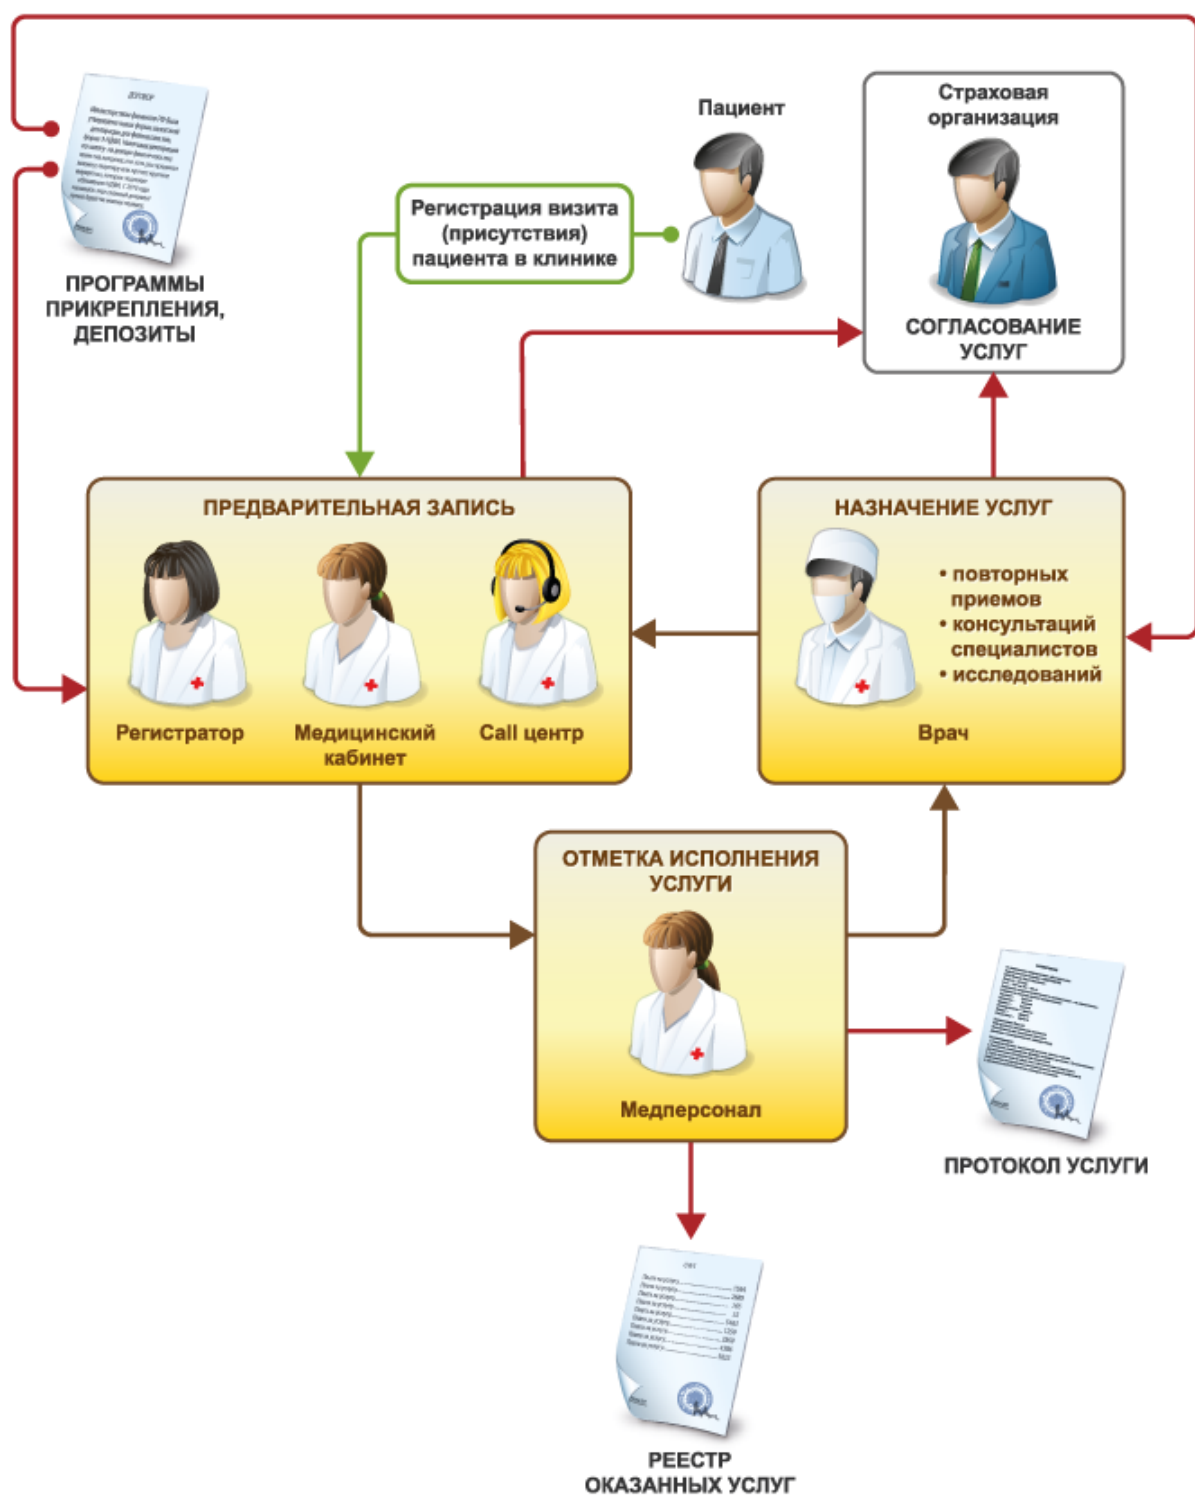 ДОГОВОР
Пациент
Страховая
организация
Регистрация визита
(присутствия)
пациента в клинике
ПРОГРАММЫ
ПРИКРЕПЛЕНИЯ,
ДЕПОЗИТЫ
СОГЛАСОВАНИЕ
УСЛУГ
ПРЕДВАРИТЕЛЬНАЯ ЗАПИСЬ
Регистратор
Медицинский
кабинет
Call центр
НАЗНАЧЕНИЕ УСЛУГ
• повторных
приемов
• консультаций
специалистов
• исследований
Врач
ОТМЕТКА ИСПОЛНЕНИЯ
УСЛУГИ
Медперсонал
ПРОТОКОЛ УСЛУГИ
РЕЕСТР
ОКАЗАННЫХ УСЛУГ